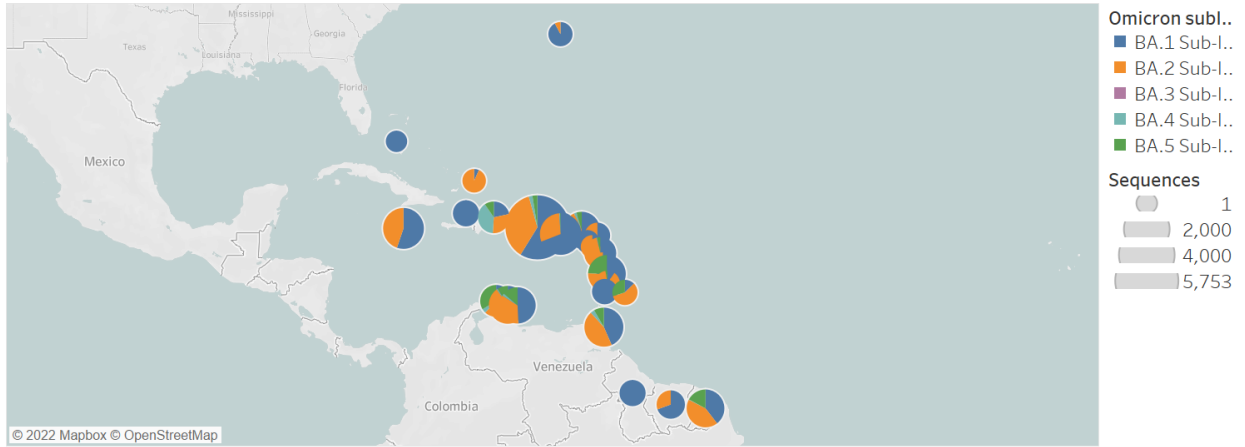 Mississippi
Texas
Georgia
Louisiana
Florida
Mexico
Venezuela
Colombia
© 2022 Mapbox © OpenStreetMap
Omicron subl..
BA.1 Sub-l..
BA.2 Sub-l..
BA.3 Sub-l..
BA.4 Sub-l..
BA.5 Sub-l..
Sequences
1
2,000
4,000
5,753